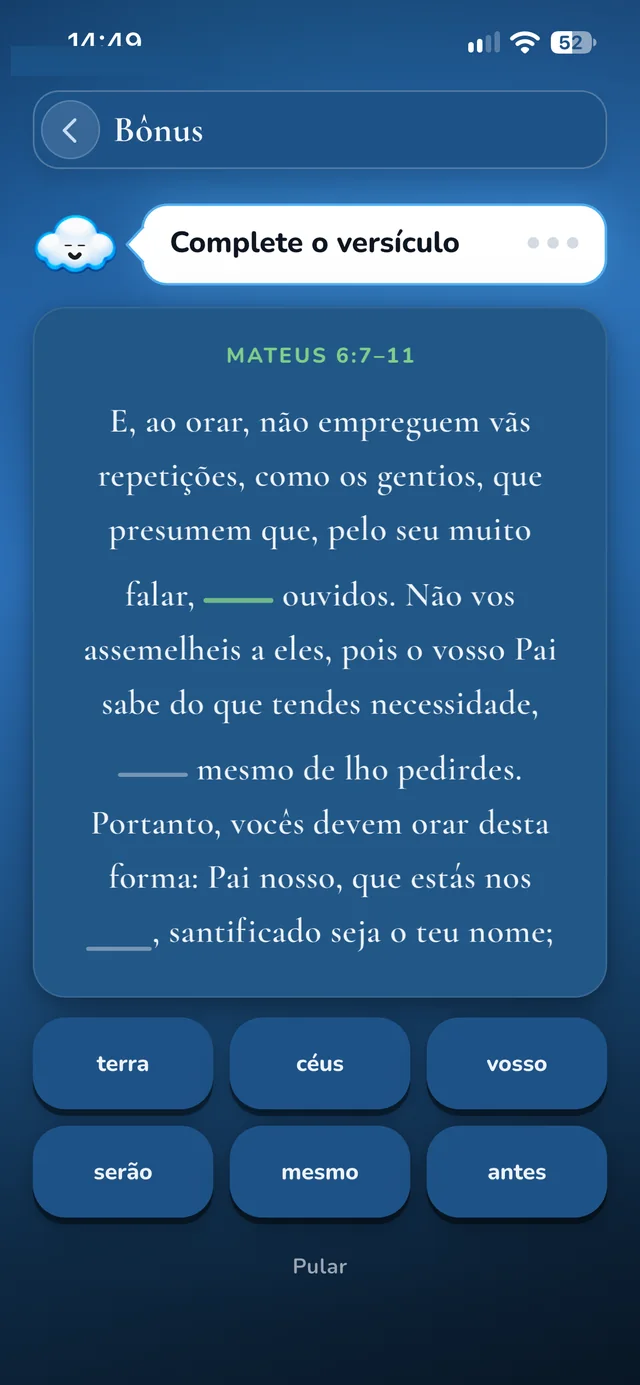 14:49
52
Bônus
Complete o versículo
MATEUS 6:7–11
E, ao orar, não empreguem vãs
repetições, como os gentios, que
presumem que, pelo seu muito
falar, ____ ouvidos. Não vos
assemelheis a eles, pois o vosso Pai
sabe do que tendes necessidade,
____ mesmo de lho pedirdes.
Portanto, vocês devem orar desta
forma: Pai nosso, que estás nos
____, santificado seja o teu nome;
terra céus vosso
serão mesmo antes
Pular